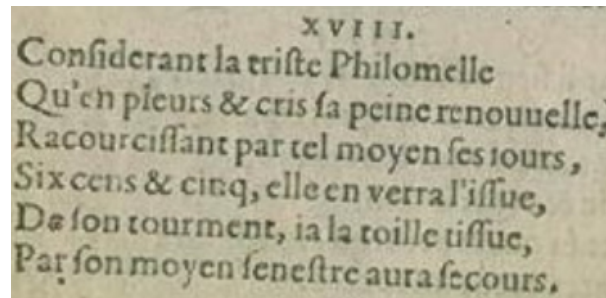 XVIII.
Conſiderant la triſte Philomelle
Qu'en pleurs & cris ſa peine renouuelle,
Racourciſſant par tel moyen ſes iours,
Six cens & cinq, elle en verra l'iſſue,
De ſon tourment, ia la toille tiſſue,
Par ſon moyen ſeneſtre aura ſecours.